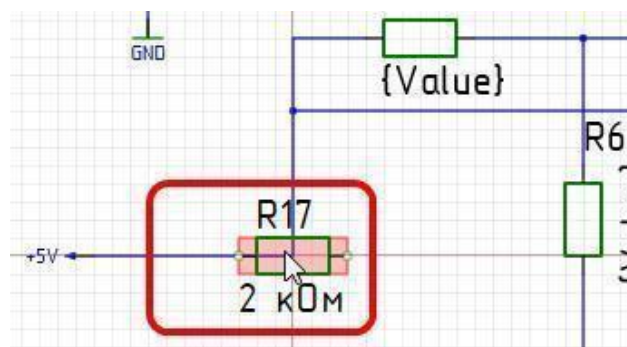 GND
{Value}
R6
R17
+5V
2 кОм